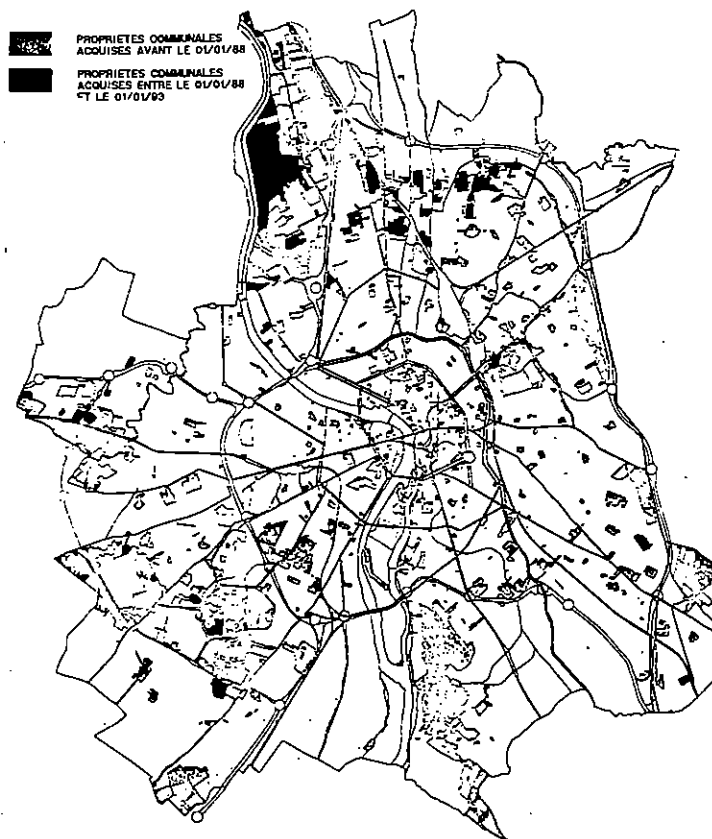 PROPRIETES COMMUNALES
ACQUISES AVANT LE 01/01/88
PROPRIETES COMMUNALES
ACQUISES ENTRE LE 01/01/88
ET LE 01/01/93